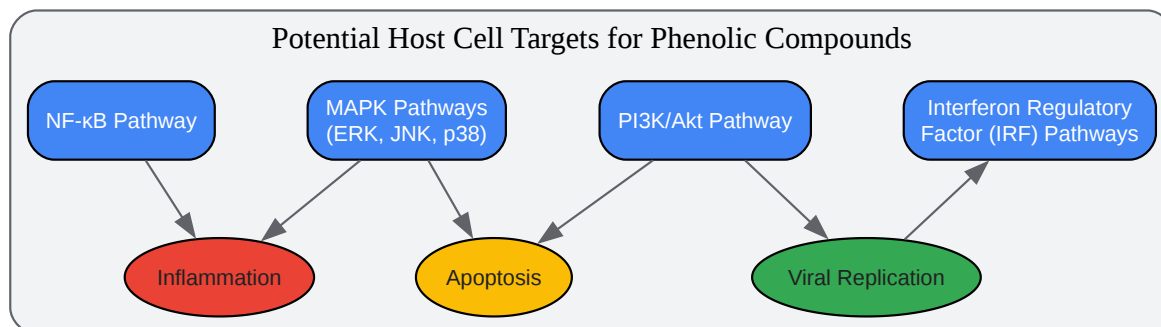 Potential Host Cell Targets for Phenolic Compounds
NF-κB Pathway
MAPK Pathways
(ERK, JNK, p38)
PI3K/Akt Pathway
Interferon Regulatory
Factor (IRF) Pathways
Inflammation
Apoptosis
Viral Replication